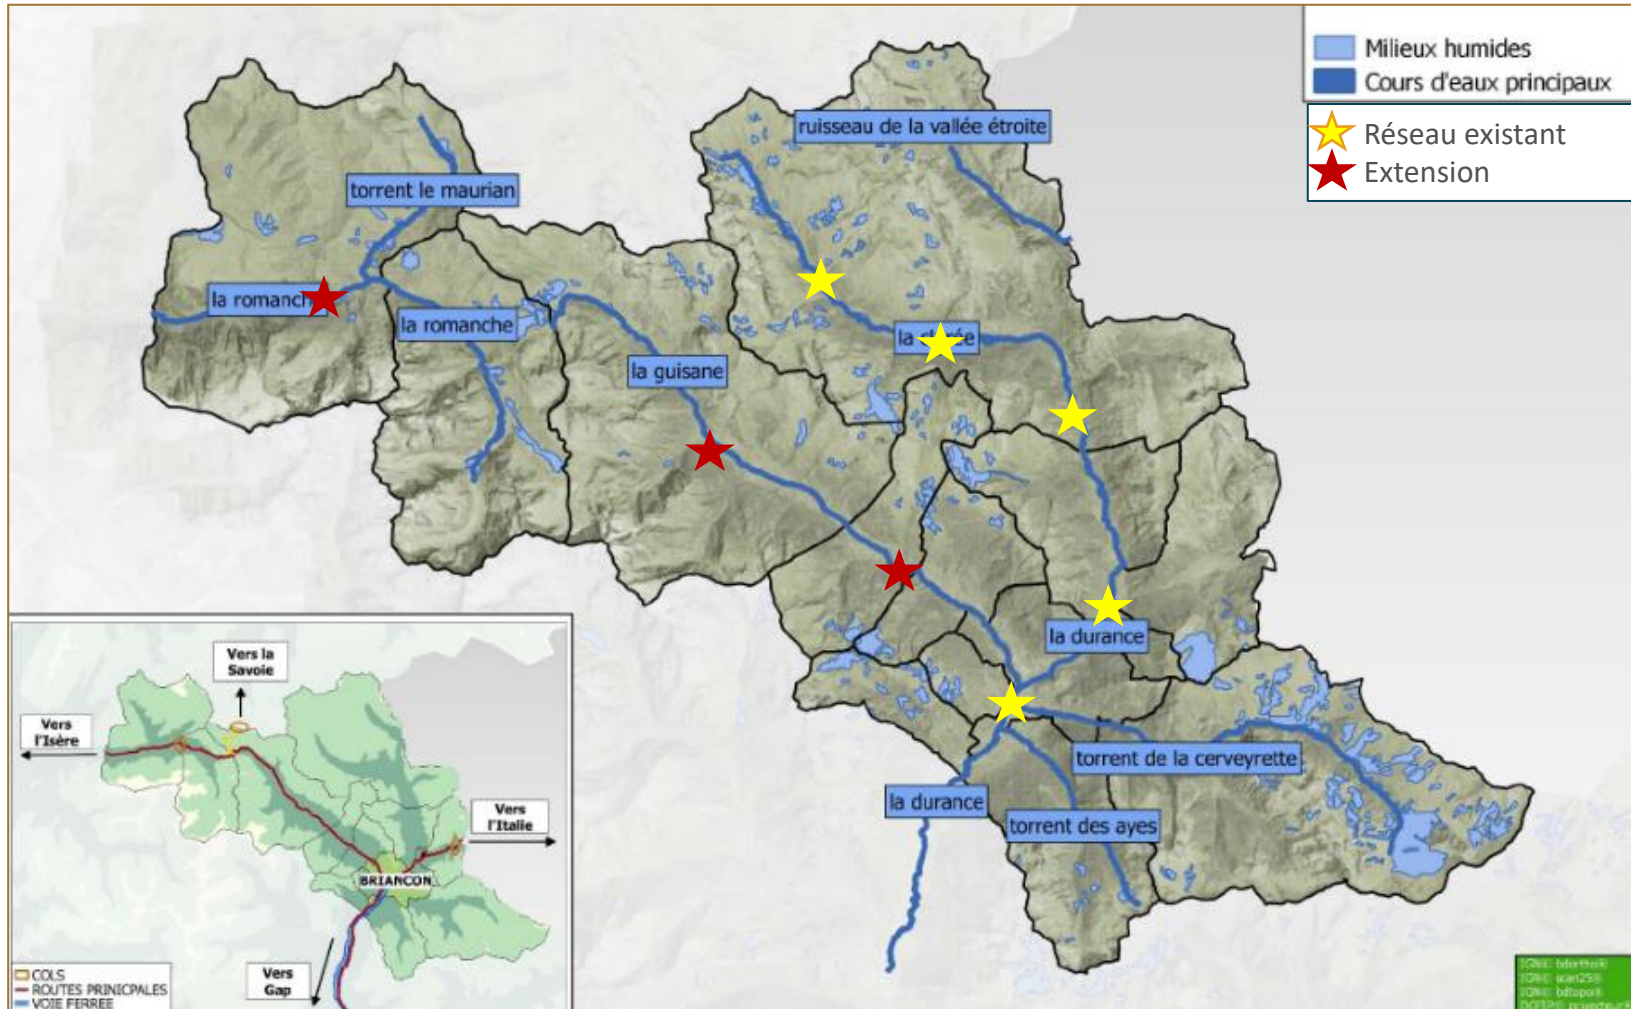 Milieux humides
Cours d'eaux principaux
Réseau existant
Extension
ruisseau de la vallée étroite
torrent le maurian
la romanche
la romanche
la guisane
la durance
torrent de la cerveyrette
la durance
torrent des ayes
Vers la
Savoie
Vers
l'Isère
Vers
l'Italie
BRIANCON
Vers
Gap
COLS
ROUTES PRINICPALES
VOIE FERREE